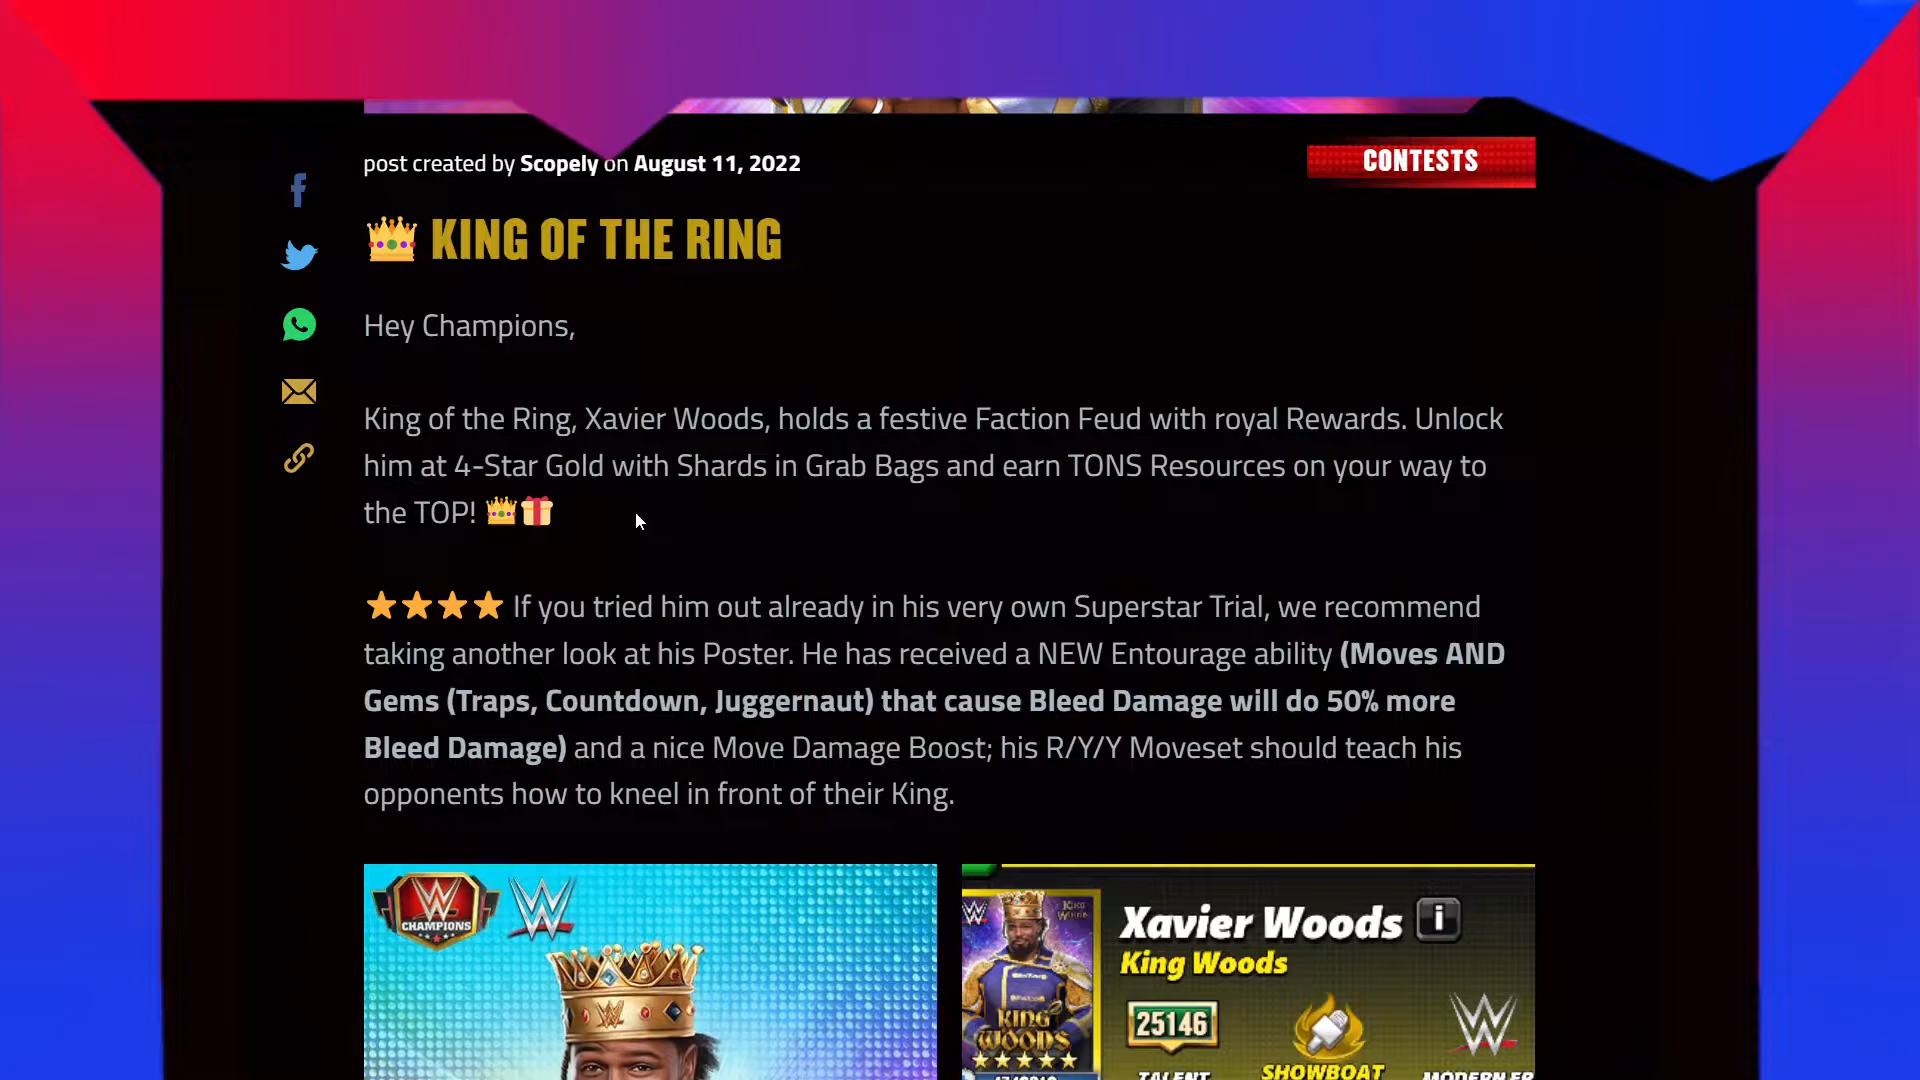 post created by Scopely on August 11, 2022
CONTESTS
KING OF THE RING
Hey Champions,
King of the Ring, Xavier Woods, holds a festive Faction Feud with royal Rewards. Unlock
him at 4-Star Gold with Shards in Grab Bags and earn TONS Resources on your way to
the TOP!
If you tried him out already in his very own Superstar Trial, we recommend
taking another look at his Poster. He has received a NEW Entourage ability (Moves AND
Gems (Traps, Countdown, Juggernaut) that cause Bleed Damage will do 50% more
Bleed Damage) and a nice Move Damage Boost; his R/Y/Y Moveset should teach his
opponents how to kneel in front of their King.
CHAMPIONS
Xavier Woods i
King Woods
KING
WOODS
25146
TALENT
SHOWBOAT
MODERN ER